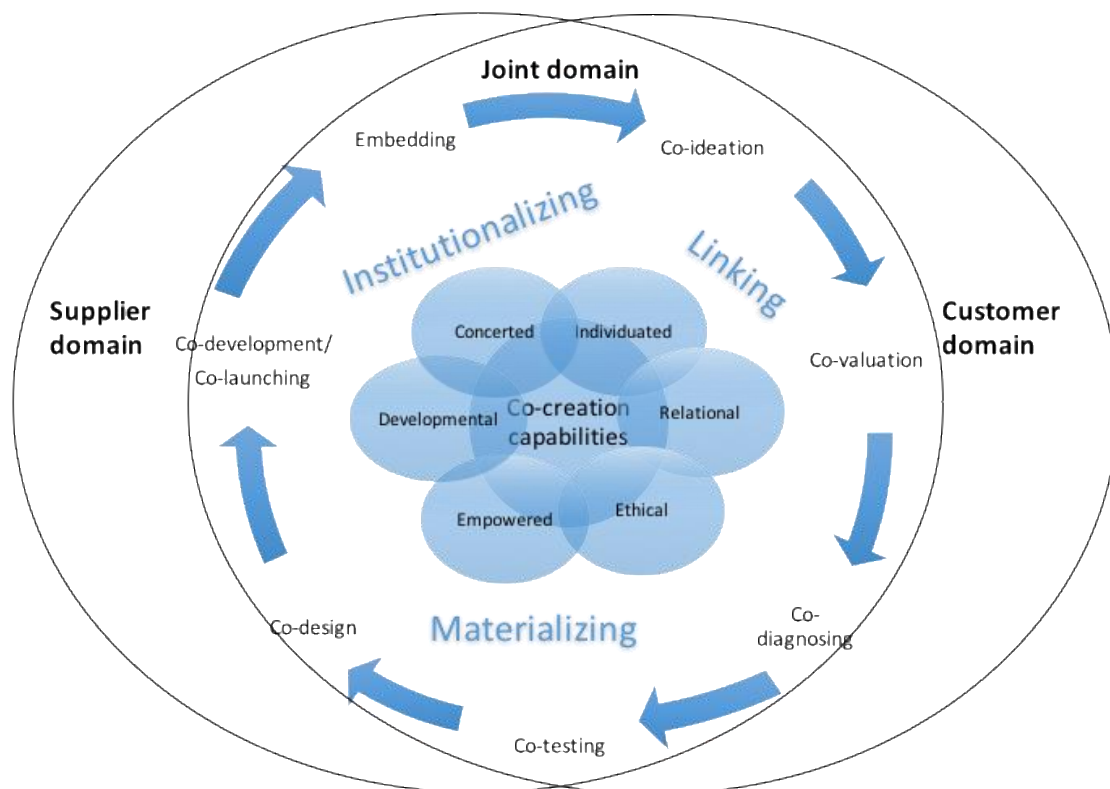 Joint domain
Embedding
Co-ideation
Institutionalizing
Linking
Supplier
domain
Customer
domain
Concerted
Individuated
Co-development/
Co-launching
Co-valuation
Developmental
Co-creation
capabilities
Relational
Empowered
Ethical
Co-design
Materializing
Co-
diagnosing
Co-testing